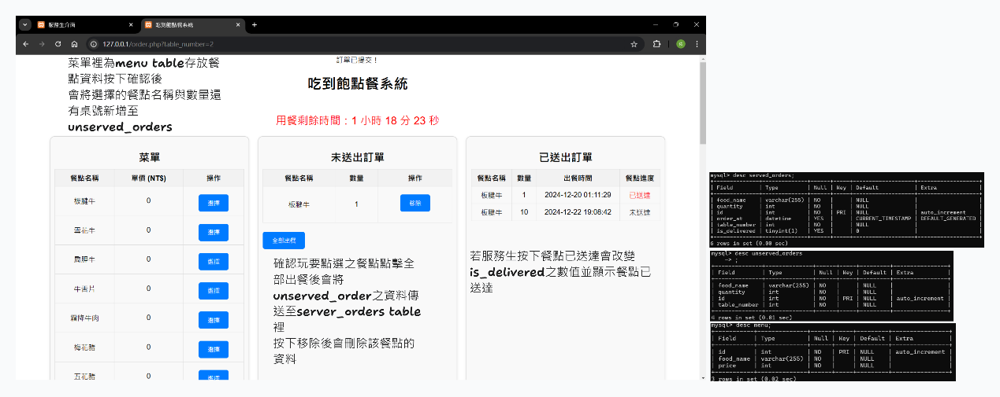 服務生介面
吃到飽點餐系統
127.0.0.1/order.php?table_number=2
菜單裡為menu table存放餐
點資料按下確認後
會將選擇的餐點名稱與數量還
有桌號新增至
unserved_orders
訂單已提交！
吃到飽點餐系統
用餐剩餘時間：1 小時 18 分 23 秒
菜單
餐點名稱 單價 (NT$) 操作
板腱牛 0 選擇
雪花牛 0 選擇
肩胛牛 0 選擇
牛舌片 0 選擇
霜降牛肉 0 選擇
梅花豬 0 選擇
五花豬 0 選擇
未送出訂單
餐點名稱 數量 操作
板腱牛 1 移除
全部出餐
確認完要點選之餐點點擊全
部出餐後會將
unserved_order之資料傳
送至server_orders table
裡
按下移除後會刪除該餐點的
資料
已送出訂單
餐點名稱 數量 出餐時間 餐點進度
板腱牛 1 2024-12-20 01:11:29 已送達
板腱牛 10 2024-12-22 19:08:42 未送達
若服務生按下餐點已送達會改變
is_delivered之數值並顯示餐點已
送達
mysql> desc served_orders;
| Field | Type | Null | Key | Default | Extra |
| food_name | varchar(255) | NO | | NULL | |
| quantity | int | NO | | NULL | |
| id | int | NO | PRI | NULL | auto_increment |
| order_at | datetime | YES | | CURRENT_TIMESTAMP | DEFAULT_GENERATED |
| table_number | int | NO | | NULL | |
| is_delivered | tinyint(1) | YES | | 0 | |
6 rows in set (0.00 sec)
mysql> desc unserved_orders
-> ;
| Field | Type | Null | Key | Default | Extra |
| food_name | varchar(255) | NO | | NULL | |
| quantity | int | NO | | NULL | |
| id | int | NO | PRI | NULL | auto_increment |
| table_number | int | NO | | NULL | |
4 rows in set (0.01 sec)
mysql> desc menu;
| Field | Type | Null | Key | Default | Extra |
| id | int | NO | PRI | NULL | auto_increment |
| food_name | varchar(255) | NO | | NULL | |
| price | int | NO | | NULL | |
3 rows in set (0.02 sec)